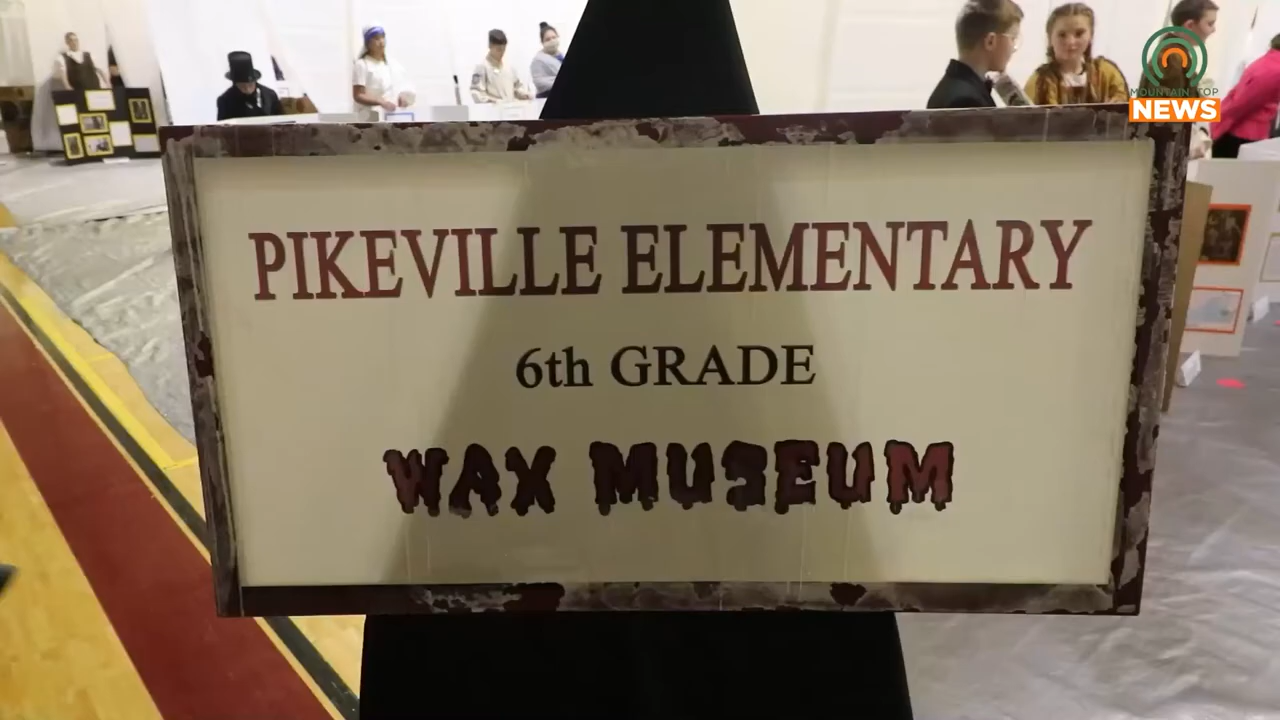 MOUNTAIN TOP
NEWS
PIKEVILLE ELEMENTARY
6th GRADE
WAX MUSEUM